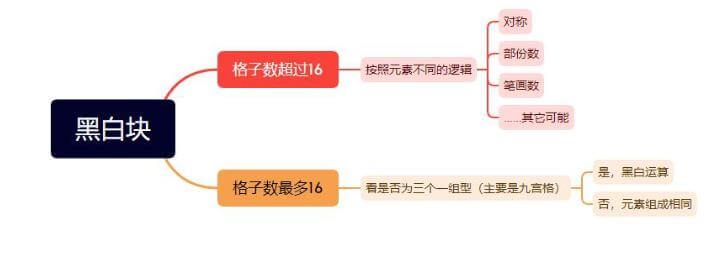 黑白块
格子数超过16
按照元素不同的逻辑
对称
部份数
笔画数
......其它可能
格子数最多16
看是否为三个一组型（主要是九宫格）
是，黑白运算
否，元素组成相同